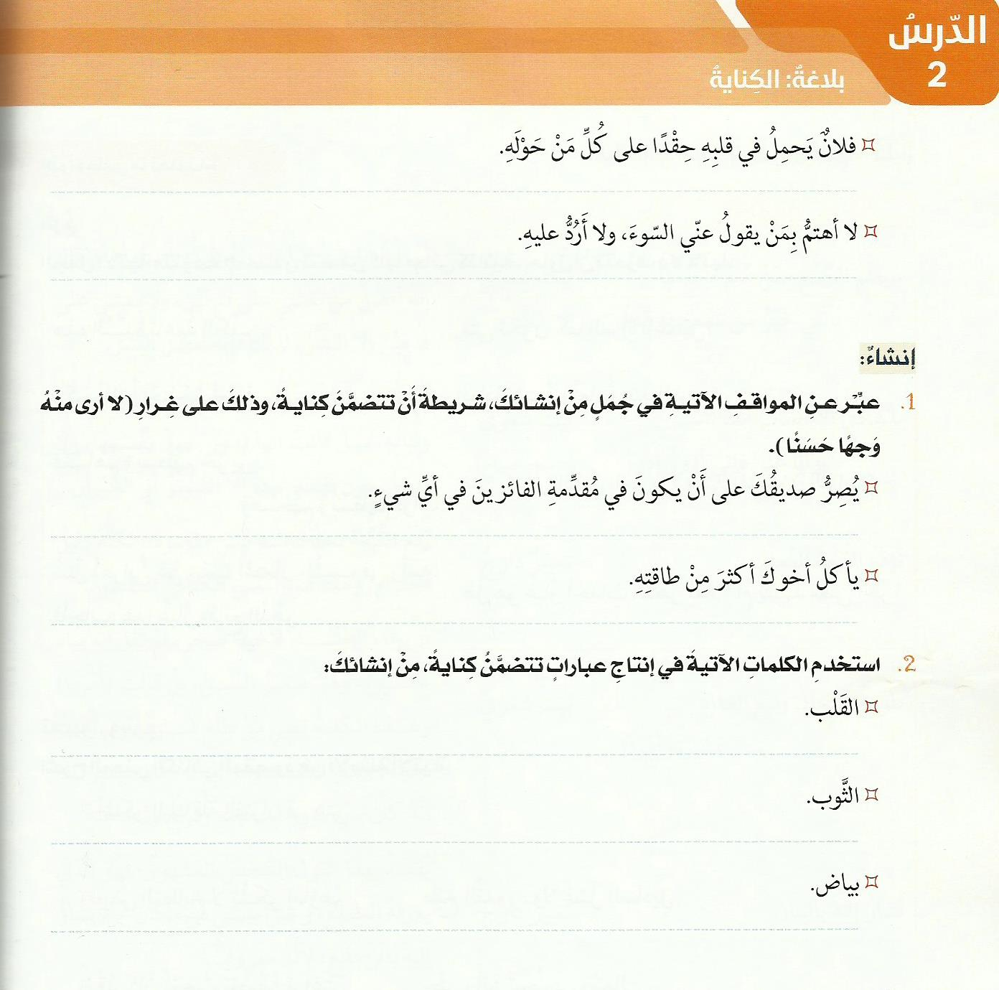 الدّرسُ
2
بلاغةٌ: الكِنايةُ
فلانٌ يَحمِلُ في قلبِهِ حِقْدًا على كُلِّ مَنْ حَوْلَهِ.
لا أهتمُّ بِمَنْ يقولُ عنّي السّوءَ، ولا أَرُدُّ عليهِ.
إنشاءٌ:
1. عبِّرْ عنِ المواقفِ الآتيةِ في جُمَلٍ مِنْ إنشائكَ، شريطةَ أَنْ تتضمَّنَ كِنايةً، وذلكَ على غِرارِ (لا أرى منْهُ
وَجهًا حَسَنًا).
يُصِرُّ صديقُكَ على أَنْ يكونَ في مُقدِّمةِ الفائزينَ في أيِّ شيءٍ.
يأكلُ أخوكَ أكثرَ مِنْ طاقتِهِ.
2. استخدمِ الكلماتِ الآتيةَ في إنتاجِ عباراتٍ تتضمَّنُ كِنايةً، مِنْ إنشائكَ:
القَلْب.
الثَّوب.
بياض.